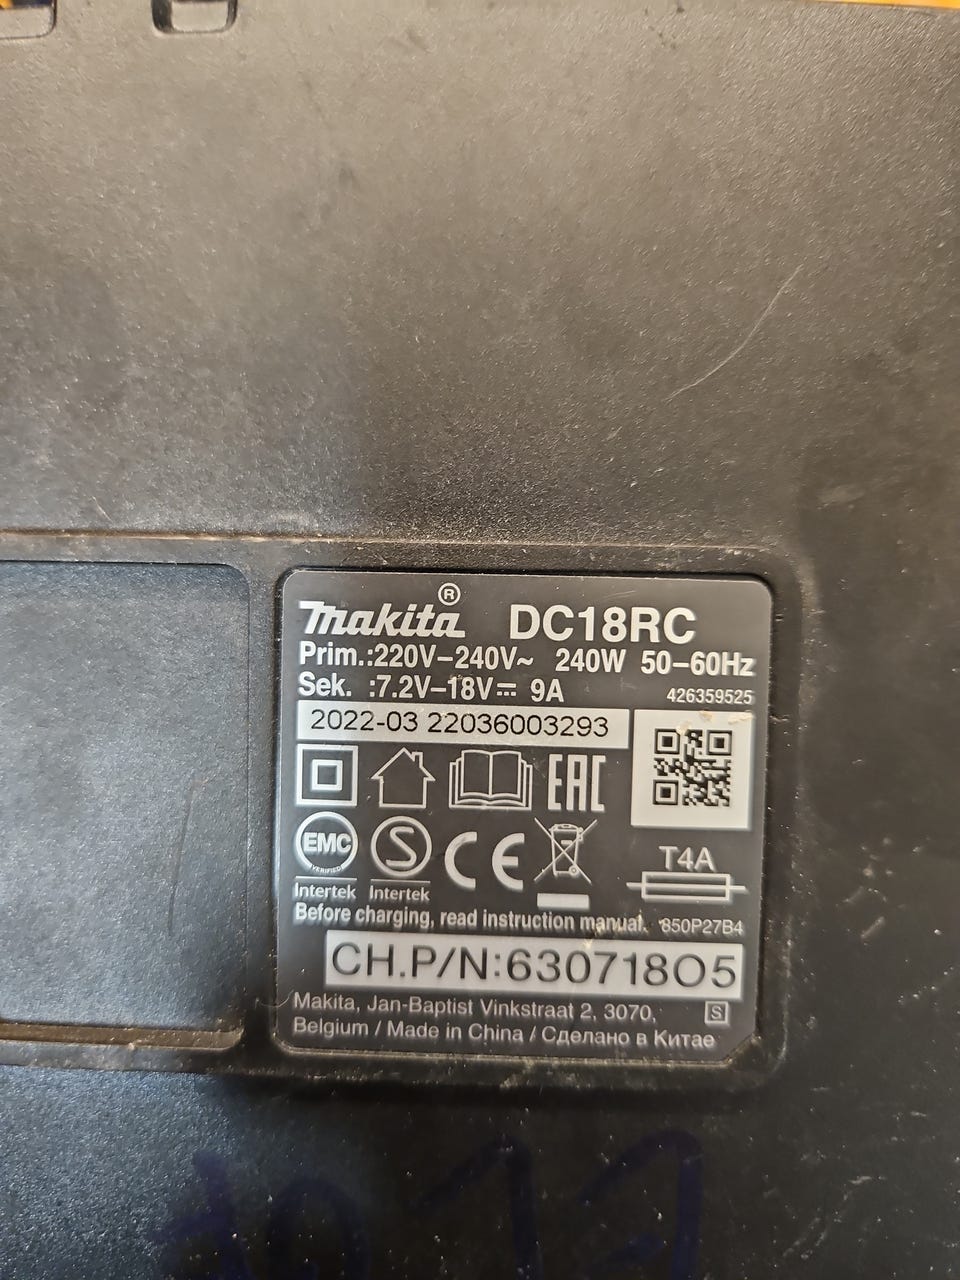 Makita® DC18RC
Prim.:220V-240V~ 240W 50-60Hz
Sek. :7.2V-18V⎓ 9A 426359525
2022-03 22036003293
EAC
EMC
VERIFIED
S
CE
T4A
Intertek Intertek
Before charging, read instruction manual. 850P27B4
CH.P/N:63071805
Makita, Jan-Baptist Vinkstraat 2, 3070, S
Belgium / Made in China / Сделано в Китае